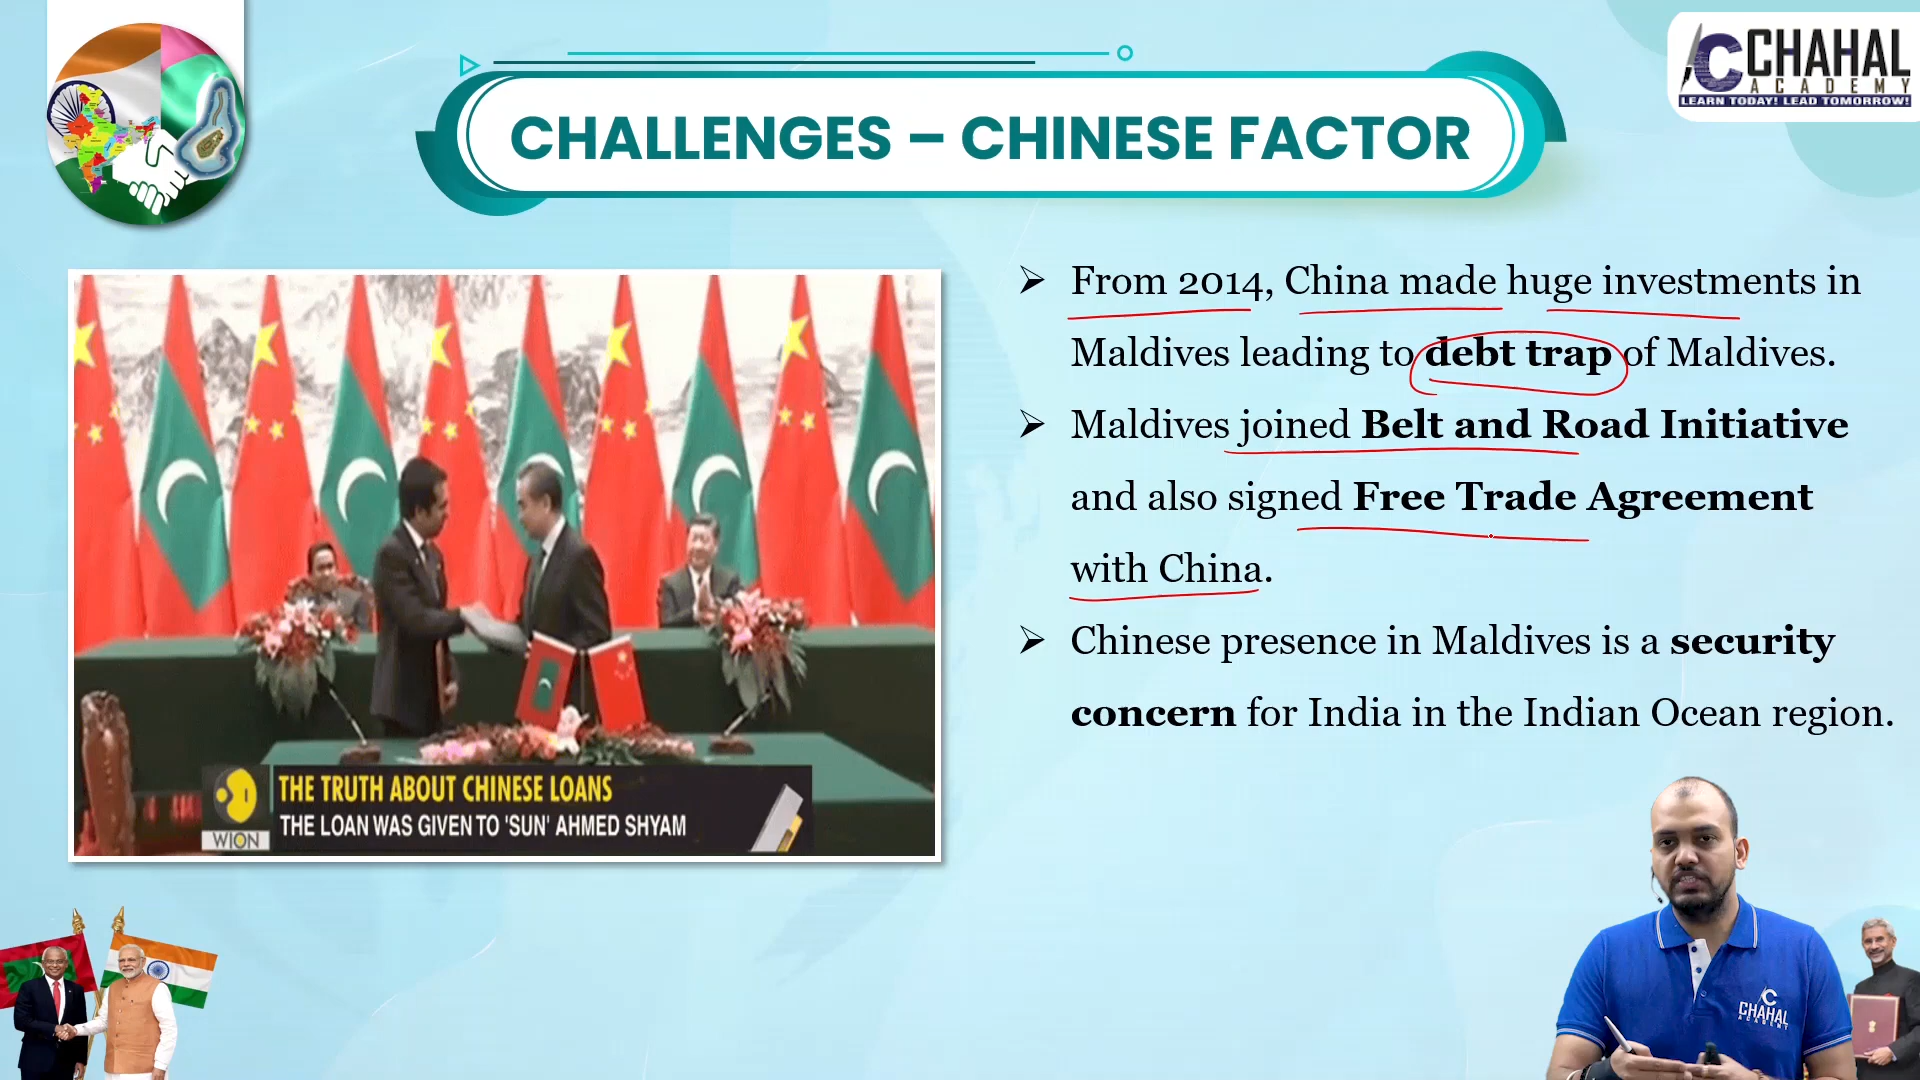 CHAHAL
ACADEMY
LEARN TODAY! LEAD TOMORROW!
CHALLENGES – CHINESE FACTOR
➢ From 2014, China made huge investments in
Maldives leading to debt trap of Maldives.
➢ Maldives joined Belt and Road Initiative
and also signed Free Trade Agreement
with China.
➢ Chinese presence in Maldives is a security
concern for India in the Indian Ocean region.
THE TRUTH ABOUT CHINESE LOANS
THE LOAN WAS GIVEN TO 'SUN' AHMED SHYAM
WION
CHAHAL
ACADEMY